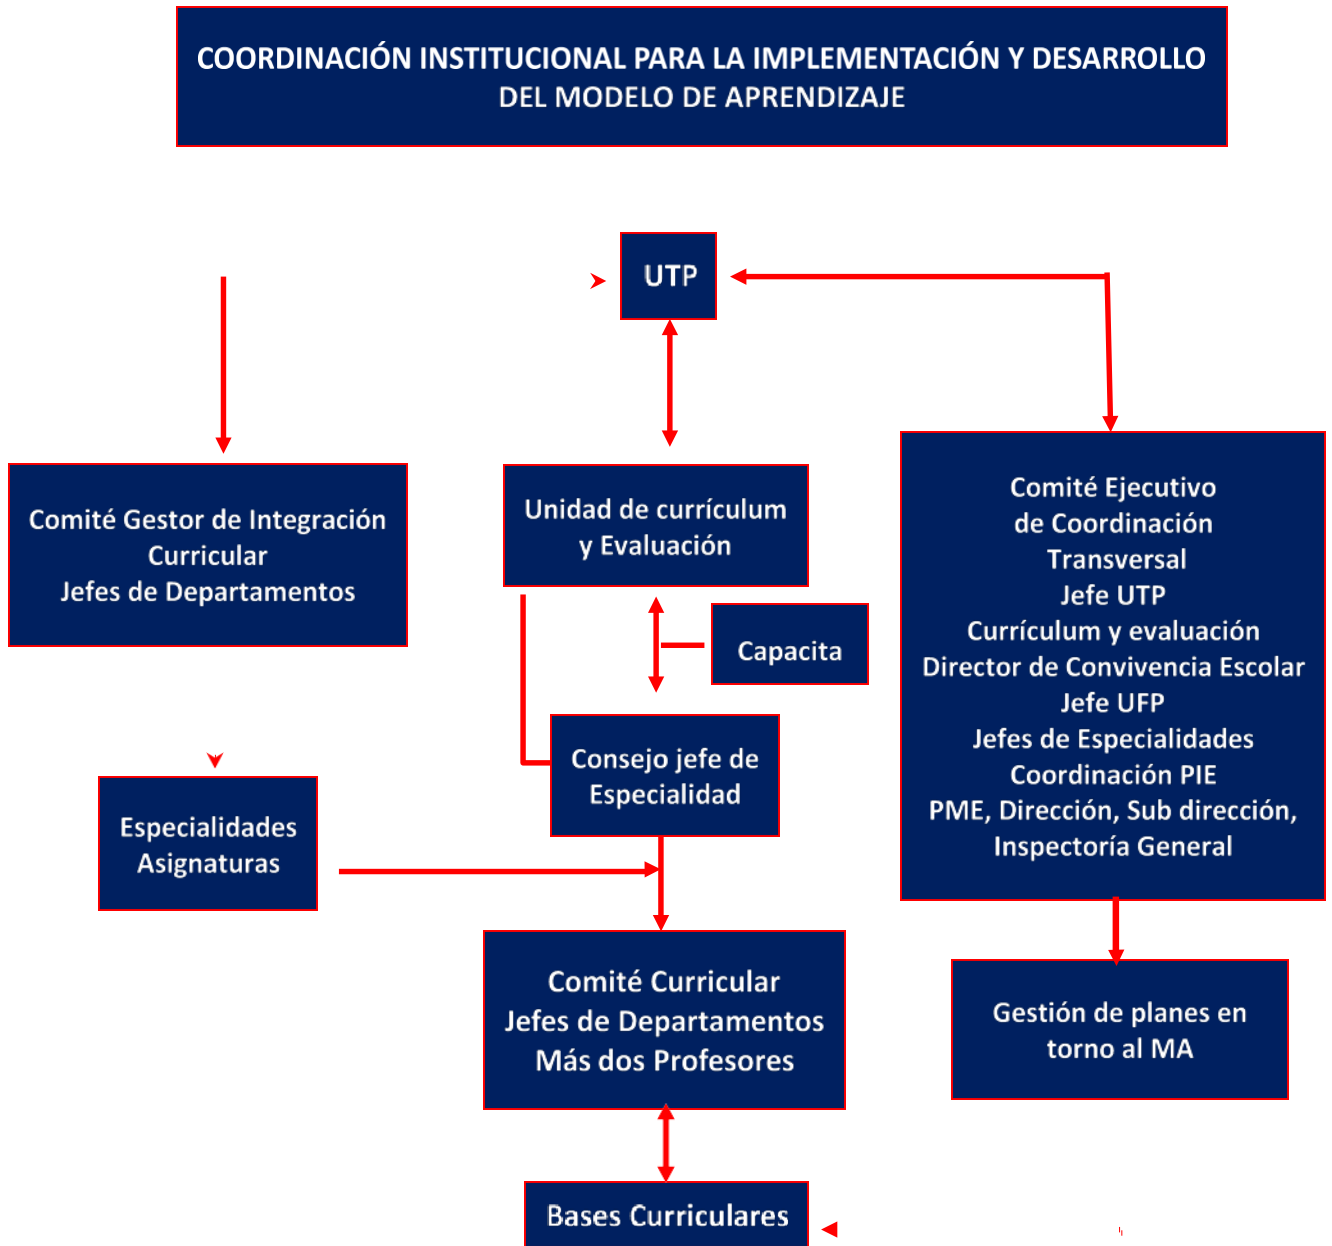 COORDINACIÓN INSTITUCIONAL PARA LA IMPLEMENTACIÓN Y DESARROLLO
DEL MODELO DE APRENDIZAJE
UTP
Comité Gestor de Integración
Curricular
Jefes de Departamentos
Unidad de currículum
y Evaluación
Capacita
Comité Ejecutivo
de Coordinación
Transversal
Jefe UTP
Currículum y evaluación
Director de Convivencia Escolar
Jefe UFP
Jefes de Especialidades
Coordinación PIE
PME, Dirección, Sub dirección,
Inspectoría General
Consejo jefe de
Especialidad
Especialidades
Asignaturas
Comité Curricular
Jefes de Departamentos
Más dos Profesores
Gestión de planes en
torno al MA
Bases Curriculares